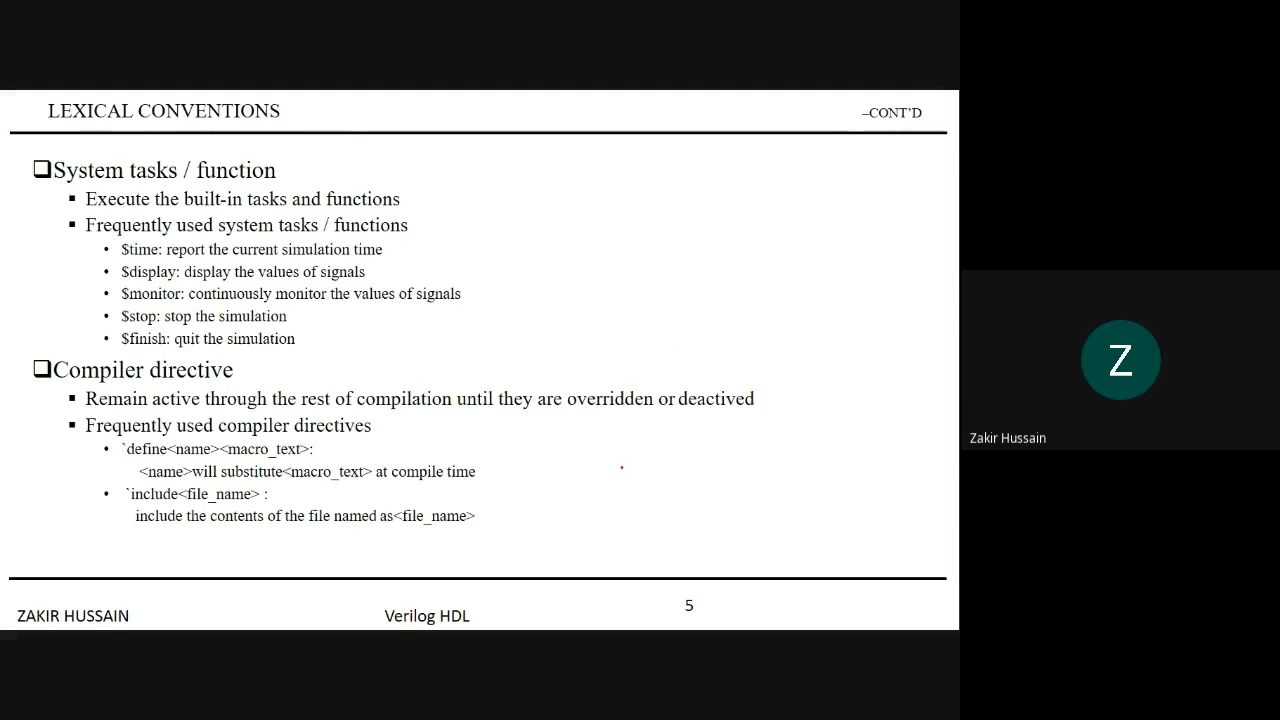 LEXICAL CONVENTIONS
–CONT’D
❑System tasks / function
▪ Execute the built-in tasks and functions
▪ Frequently used system tasks / functions
• $time: report the current simulation time
• $display: display the values of signals
• $monitor: continuously monitor the values of signals
• $stop: stop the simulation
• $finish: quit the simulation
❑Compiler directive
▪ Remain active through the rest of compilation until they are overridden or deactived
▪ Frequently used compiler directives
• `define<name><macro_text>:
<name>will substitute<macro_text> at compile time
• `include<file_name> :
include the contents of the file named as<file_name>
ZAKIR HUSSAIN
Verilog HDL
5
Z
Zakir Hussain